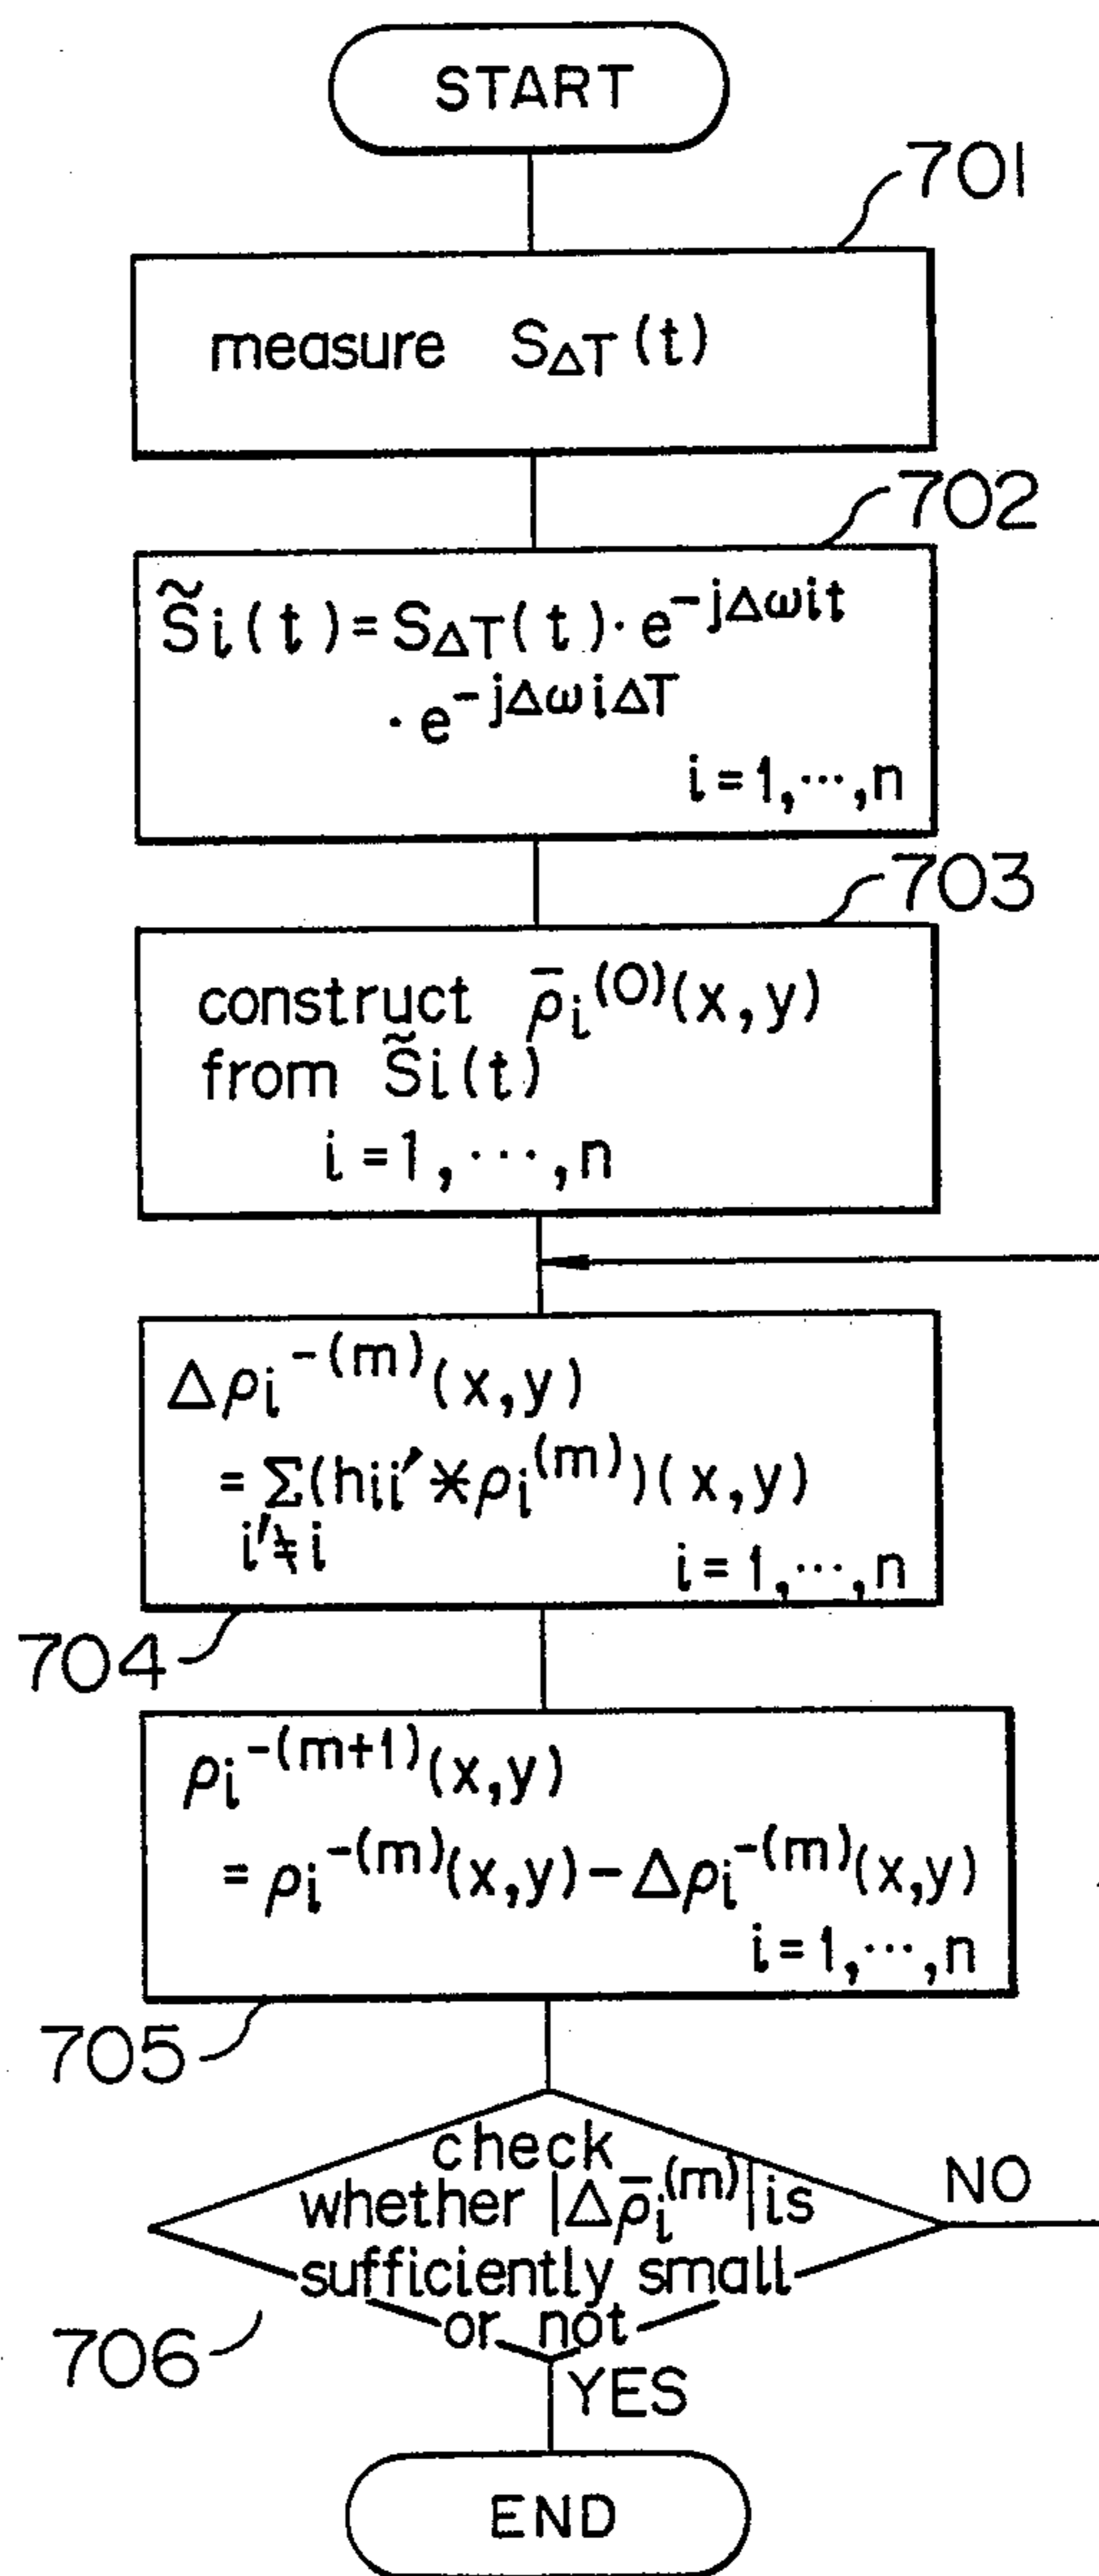 START
701
measure S_ΔT(t)
702
S̃i(t) = S_ΔT(t)·e^-jΔωit
·e^-jΔωiΔT
i=1,···,n
703
construct ρ̄i^(0)(x,y)
from S̃i(t)
i=1,···,n
Δρi^-(m)(x,y)
= Σ(hii'*ρi^(m))(x,y)
i'≠i
i=1,···,n
704
ρi^-(m+1)(x,y)
= ρi^-(m)(x,y) - Δρi^-(m)(x,y)
i=1,···,n
705
check
whether |Δρ̄i^(m)| is
sufficiently small
or not
NO
706
YES
END